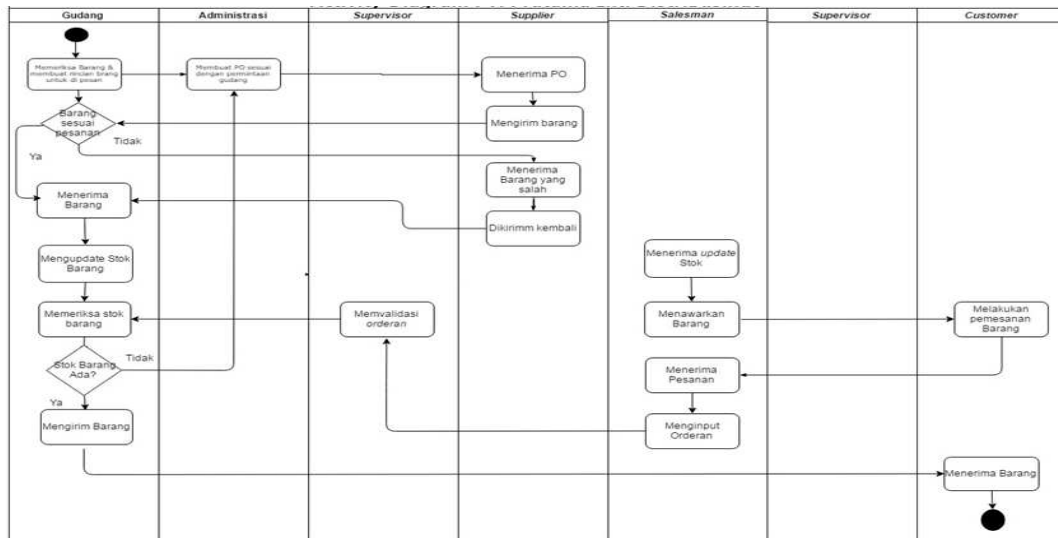 Gudang
Administrasi
Supervisor
Supplier
Salesman
Supervisor
Customer
Memeriksa Barang &
membuat rincian brang
untuk di pesan
Membuat PO sesuai
dengan permintaan
gudang
Menerima PO
Barang
sesuai
pesanan
Mengirim barang
Tidak
Ya
Menerima
Barang yang
salah
Menerima
Barang
Dikirimm kembali
Mengupdate Stok
Barang
Menerima update
Stok
Memeriksa stok
barang
Memvalidasi
orderan
Menawarkan
Barang
Melakukan
pemesanan
Barang
Stok Barang
Ada?
Tidak
Menerima
Pesanan
Ya
Mengirim Barang
Menginput
Orderan
Menerima Barang